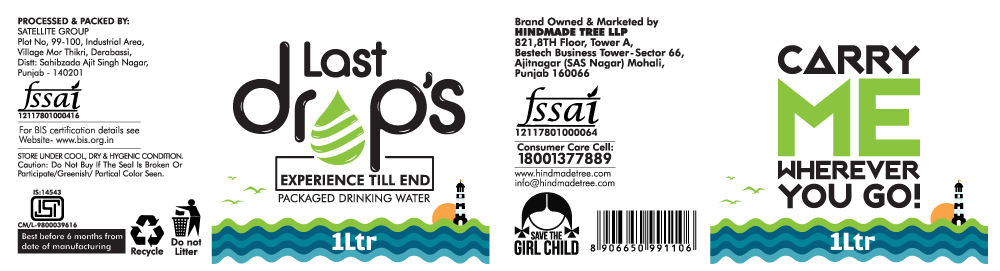 PROCESSED & PACKED BY:
SATELLITE GROUP
Plot No, 99-100, Industrial Area,
Village Mor Thikri, Derabassi,
Distt: Sahibzada Ajit Singh Nagar,
Punjab - 140201
fssai
12117801000416
For BIS certification details see
Website- www.bis.org.in
STORE UNDER COOL, DRY & HYGENIC CONDITION.
Caution: Do Not Buy If The Seal Is Broken Or
Participate/Greenish/ Partical Color Seen.
IS:14543
ISI
CM/L-9800039616
Best before 6 months from
date of manufacturing
Recycle
Do not
Litter
Last
drop's
EXPERIENCE TILL END
PACKAGED DRINKING WATER
1Ltr
Brand Owned & Marketed by
HINDMADE TREE LLP
821,8TH Floor, Tower A,
Bestech Business Tower-Sector 66,
Ajitnagar (SAS Nagar) Mohali,
Punjab 160066
fssai
12117801000064
Consumer Care Cell:
18001377889
www.hindmadetree.com
info@hindmadetree.com
SAVE THE
GIRL CHILD
8 906650 991106
CARRY
ME
WHEREVER
YOU GO!
1Ltr